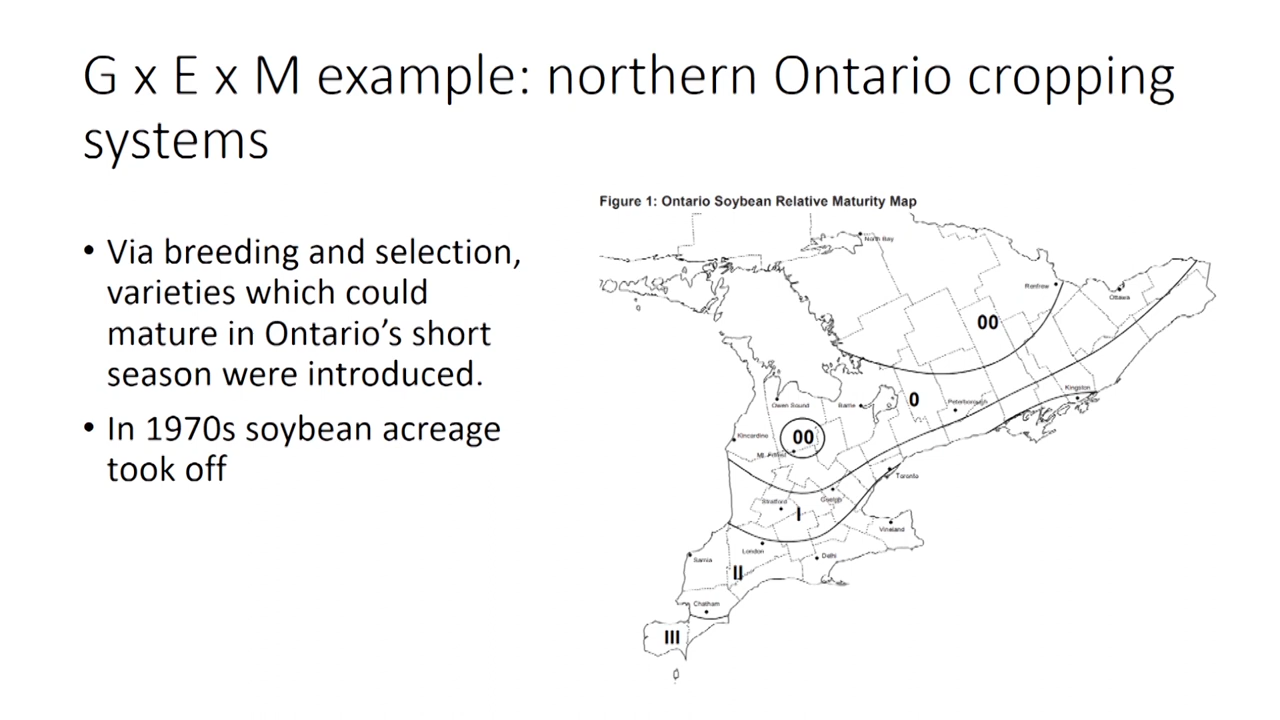 G x E x M example: northern Ontario cropping
systems
• Via breeding and selection,
varieties which could
mature in Ontario’s short
season were introduced.
• In 1970s soybean acreage
took off
Figure 1: Ontario Soybean Relative Maturity Map
North Bay
Renfrew
Ottawa
00
Kingston
0
Peterborough
Owen Sound
Barrie
Kincardine
00
Mt. Forest
Toronto
Stratford
Guelph
I
Vineland
London
Sarnia
Delhi
II
Chatham
III